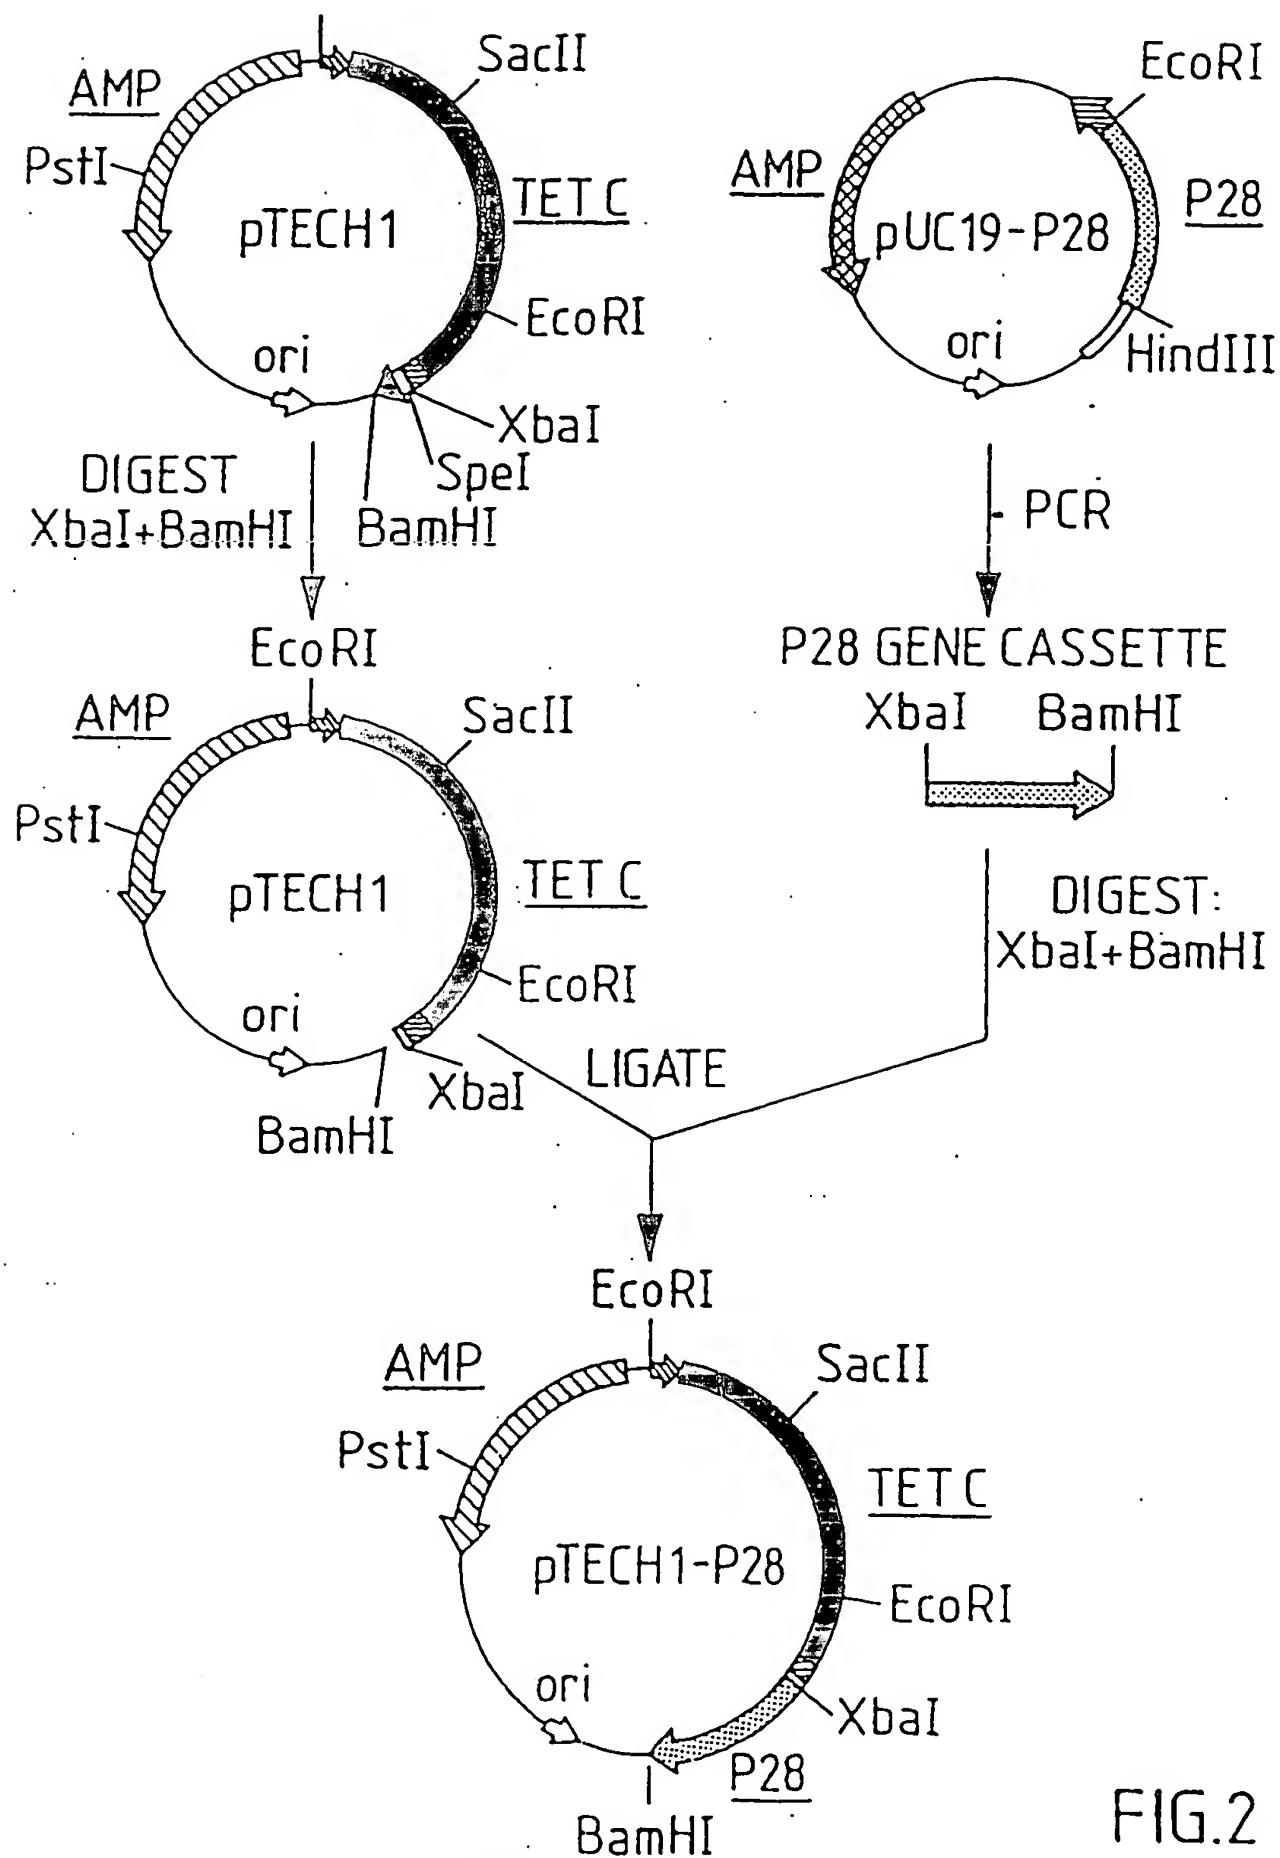 SacII
AMP
PstI
TET C
pTECH1
EcoRI
ori
XbaI
SpeI
BamHI
DIGEST
XbaI+BamHI
EcoRI
AMP
pUC19-P28
P28
ori
HindIII
PCR
P28 GENE CASSETTE
XbaI BamHI
DIGEST:
XbaI+BamHI
EcoRI
AMP
SacII
PstI
pTECH1
TET C
EcoRI
ori
XbaI
BamHI
LIGATE
EcoRI
AMP
SacII
PstI
TET C
pTECH1-P28
EcoRI
ori
XbaI
P28
BamHI
FIG.2